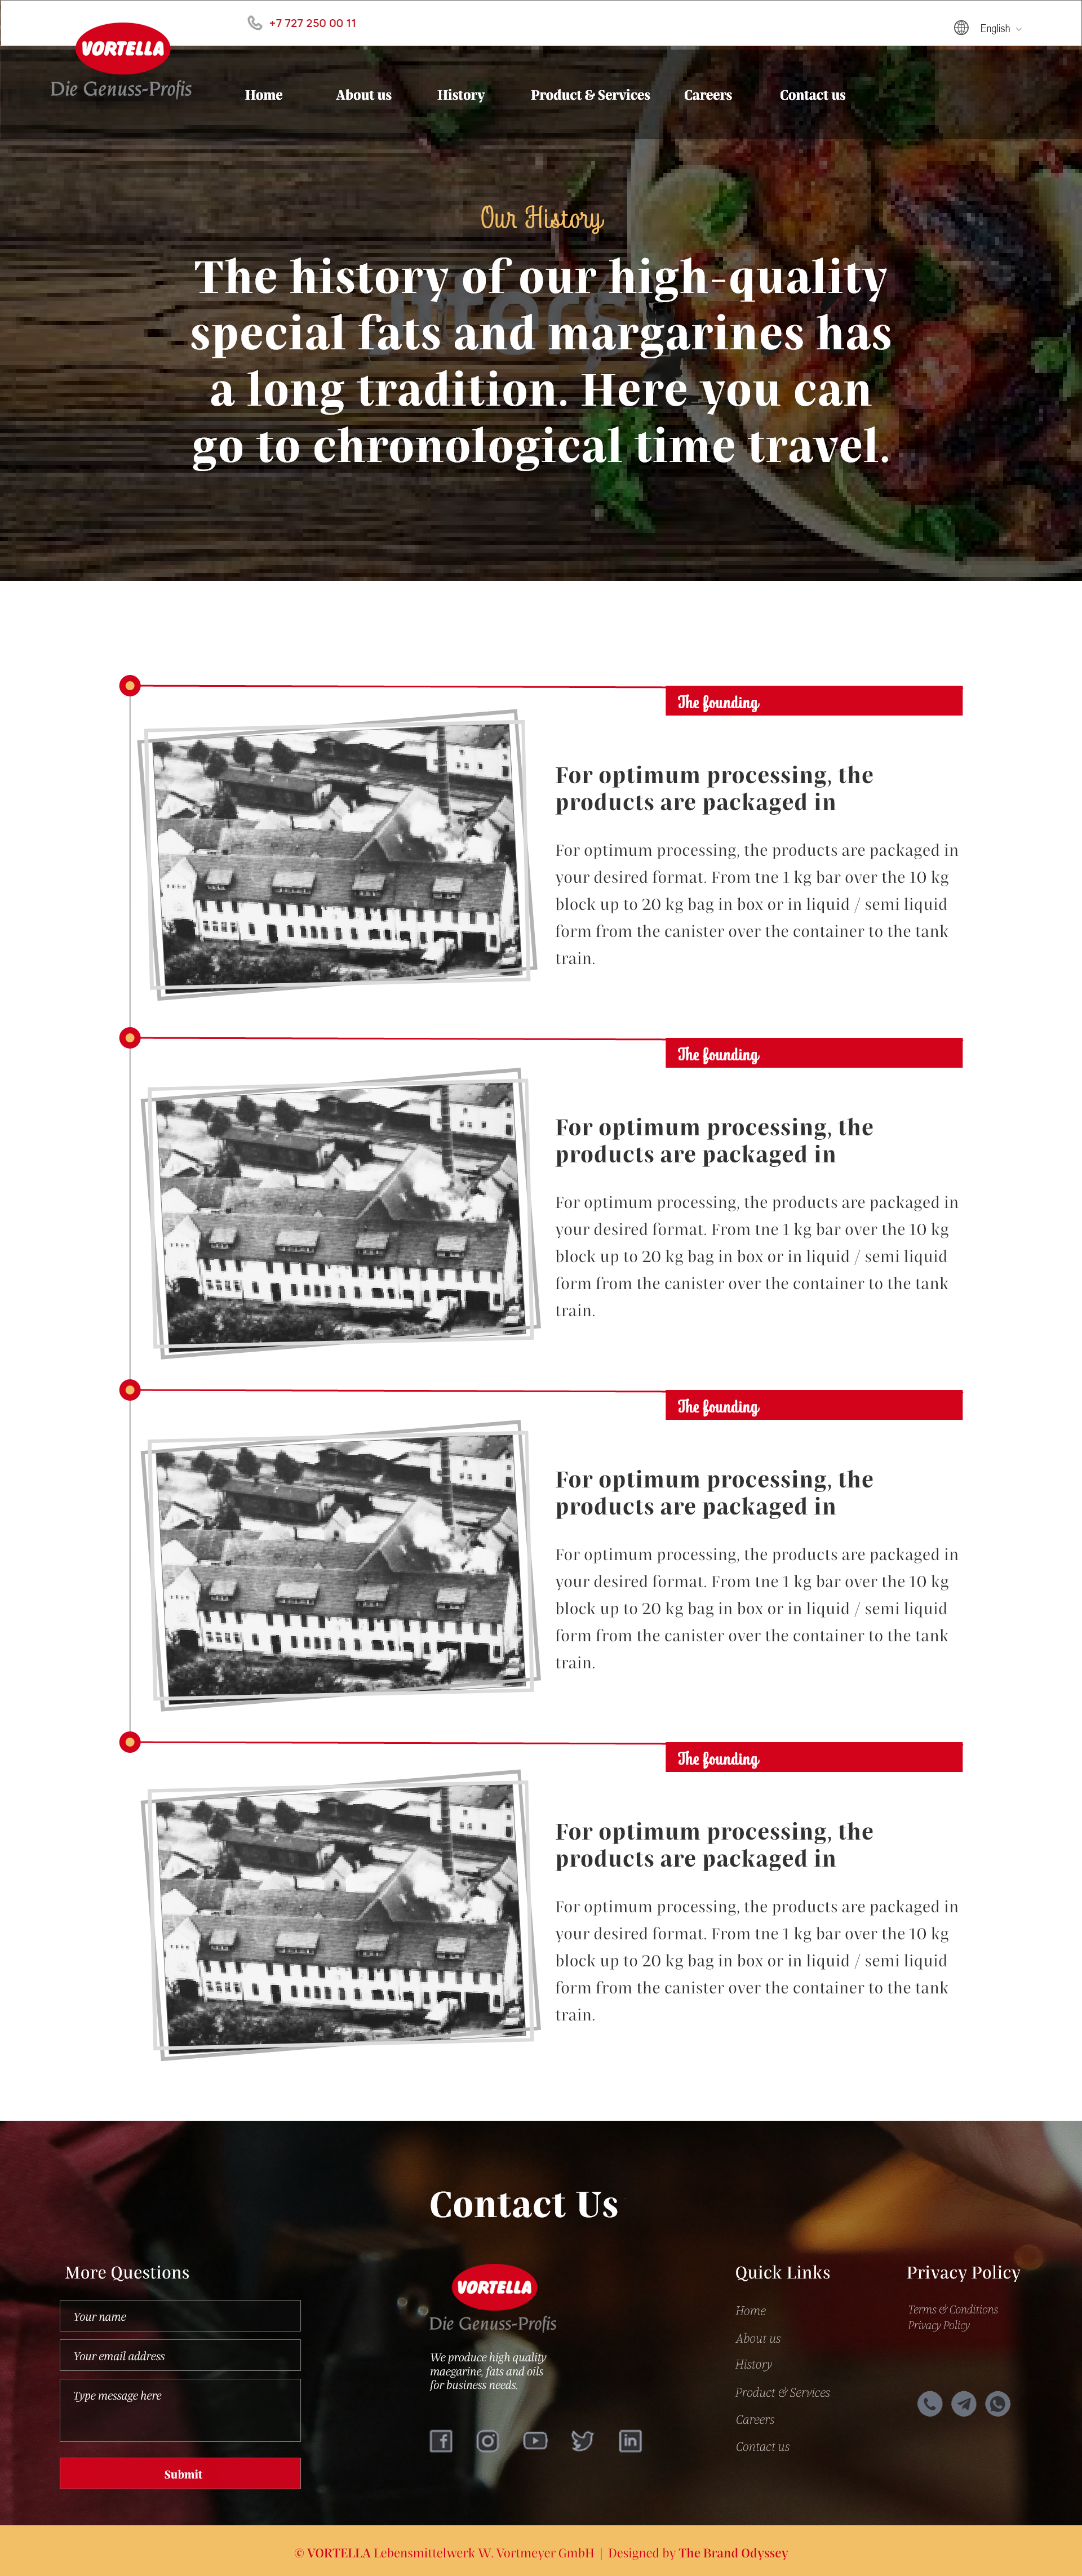 +7 727 250 00 11
English
VORTELLA
Die Genuss-Profis
Home About us History Product & Services Careers Contact us
Our History
The history of our high-quality
special fats and margarines has
a long tradition. Here you can
go to chronological time travel.
The founding
For optimum processing, the
products are packaged in
For optimum processing, the products are packaged in
your desired format. From tne 1 kg bar over the 10 kg
block up to 20 kg bag in box or in liquid / semi liquid
form from the canister over the container to the tank
train.
The founding
For optimum processing, the
products are packaged in
For optimum processing, the products are packaged in
your desired format. From tne 1 kg bar over the 10 kg
block up to 20 kg bag in box or in liquid / semi liquid
form from the canister over the container to the tank
train.
The founding
For optimum processing, the
products are packaged in
For optimum processing, the products are packaged in
your desired format. From tne 1 kg bar over the 10 kg
block up to 20 kg bag in box or in liquid / semi liquid
form from the canister over the container to the tank
train.
The founding
For optimum processing, the
products are packaged in
For optimum processing, the products are packaged in
your desired format. From tne 1 kg bar over the 10 kg
block up to 20 kg bag in box or in liquid / semi liquid
form from the canister over the container to the tank
train.
Contact Us
More Questions
Your name
Your email address
Type message here
Submit
VORTELLA
Die Genuss-Profis
We produce high quality
maegarine, fats and oils
for business needs.
Quick Links
Home
About us
History
Product & Services
Careers
Contact us
Privacy Policy
Terms & Conditions
Privacy Policy
© VORTELLA Lebensmittelwerk W. Vortmeyer GmbH | Designed by The Brand Odyssey